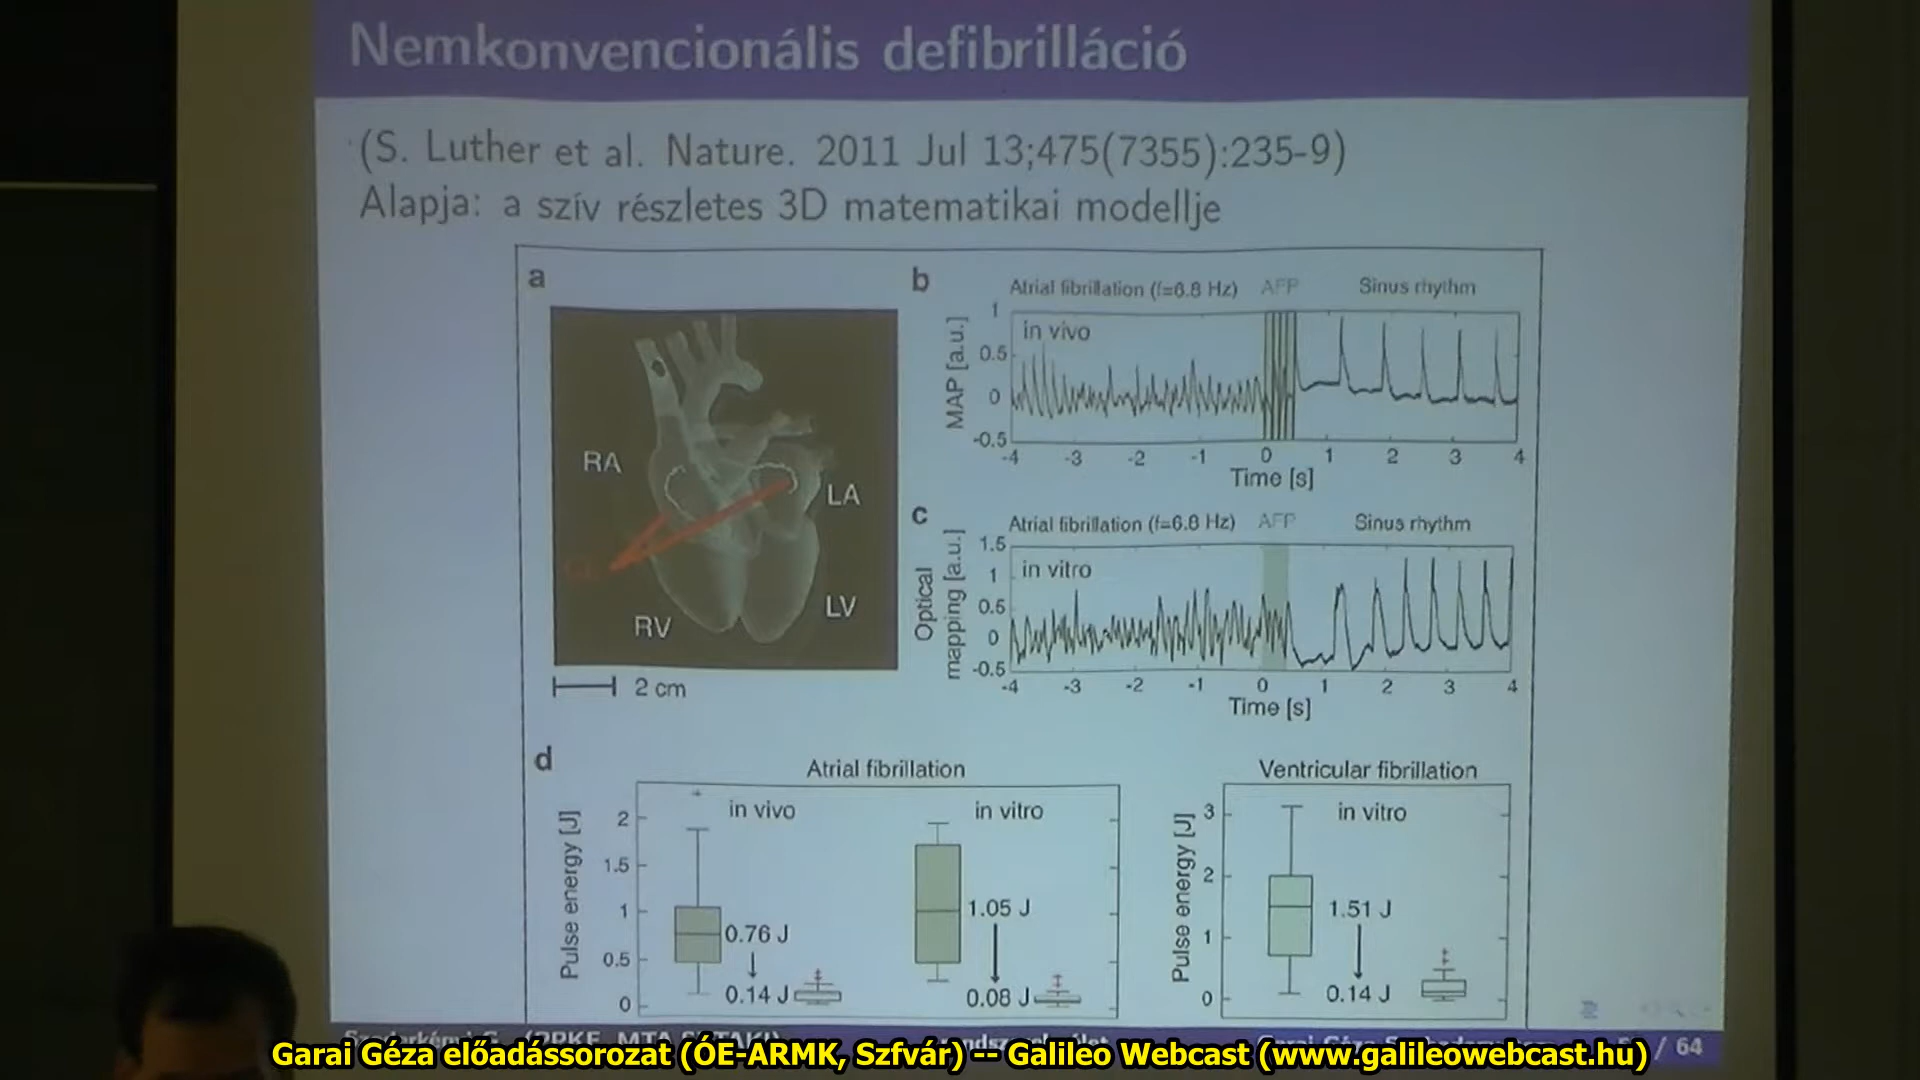 Nemkonvencionális defibrilláció
(S. Luther et al. Nature. 2011 Jul 13;475(7355):235-9)
Alapja: a szív részletes 3D matematikai modellje
a
RA
LA
RV
LV
2 cm
b
Atrial fibrillation (f=6.8 Hz) AFP Sinus rhythm
in vivo
MAP [a.u.]
1
0.5
0
-0.5
-4 -3 -2 -1 0 1 2 3 4
Time [s]
c
Atrial fibrillation (f=6.8 Hz) AFP Sinus rhythm
in vitro
Optical
mapping [a.u.]
1.5
1
0.5
0
-0.5
-4 -3 -2 -1 0 1 2 3 4
Time [s]
d
Atrial fibrillation
in vivo
in vitro
Pulse energy [J]
2
1.5
1
0.5
0
0.76 J
0.14 J
1.05 J
0.08 J
Ventricular fibrillation
in vitro
Pulse energy [J]
3
2
1
0
1.51 J
0.14 J
/ 64
Garai Géza előadássorozat (ÓE-ARMK, Szfvár) -- Galileo Webcast (www.galileowebcast.hu)